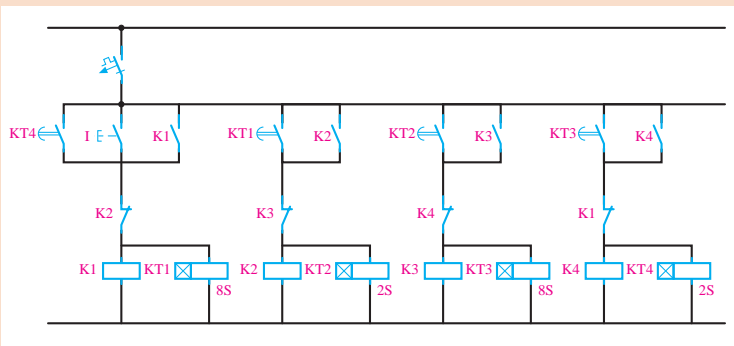 KT4 I K1 KT1 K2 KT2 K3 KT3 K4
K2 K3 K4 K1
K1 KT1 K2 KT2 K3 KT3 K4 KT4
8S 2S 8S 2S